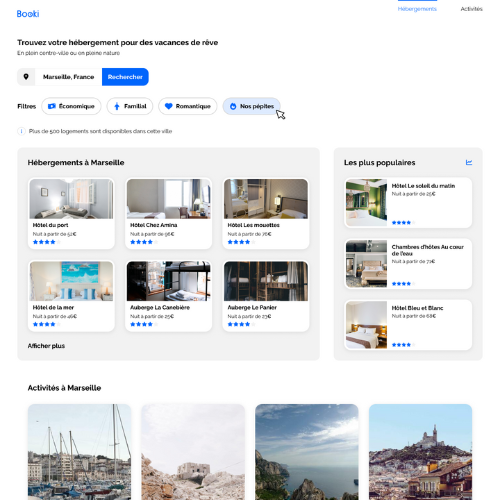 Booki
Hébergements
Activités
Trouvez votre hébergement pour des vacances de rêve
En plein centre-ville ou en pleine nature
Marseille, France
Rechercher
Filtres
Économique
Familial
Romantique
Nos pépites
Plus de 500 logements sont disponibles dans cette ville
Hébergements à Marseille
Hôtel du port
Nuit à partir de 52€
Hôtel Chez Amina
Nuit à partir de 96€
Hôtel Les mouettes
Nuit à partir de 76€
Hôtel de la mer
Nuit à partir de 46€
Auberge La Canebière
Nuit à partir de 25€
Auberge Le Panier
Nuit à partir de 23€
Afficher plus
Les plus populaires
Hôtel Le soleil du matin
Nuit à partir de
Chambres d'hôtes Au cœur
de l'eau
Nuit à partir de 71€
Hôtel Bleu et Blanc
Nuit à partir de 68€
Activités à Marseille